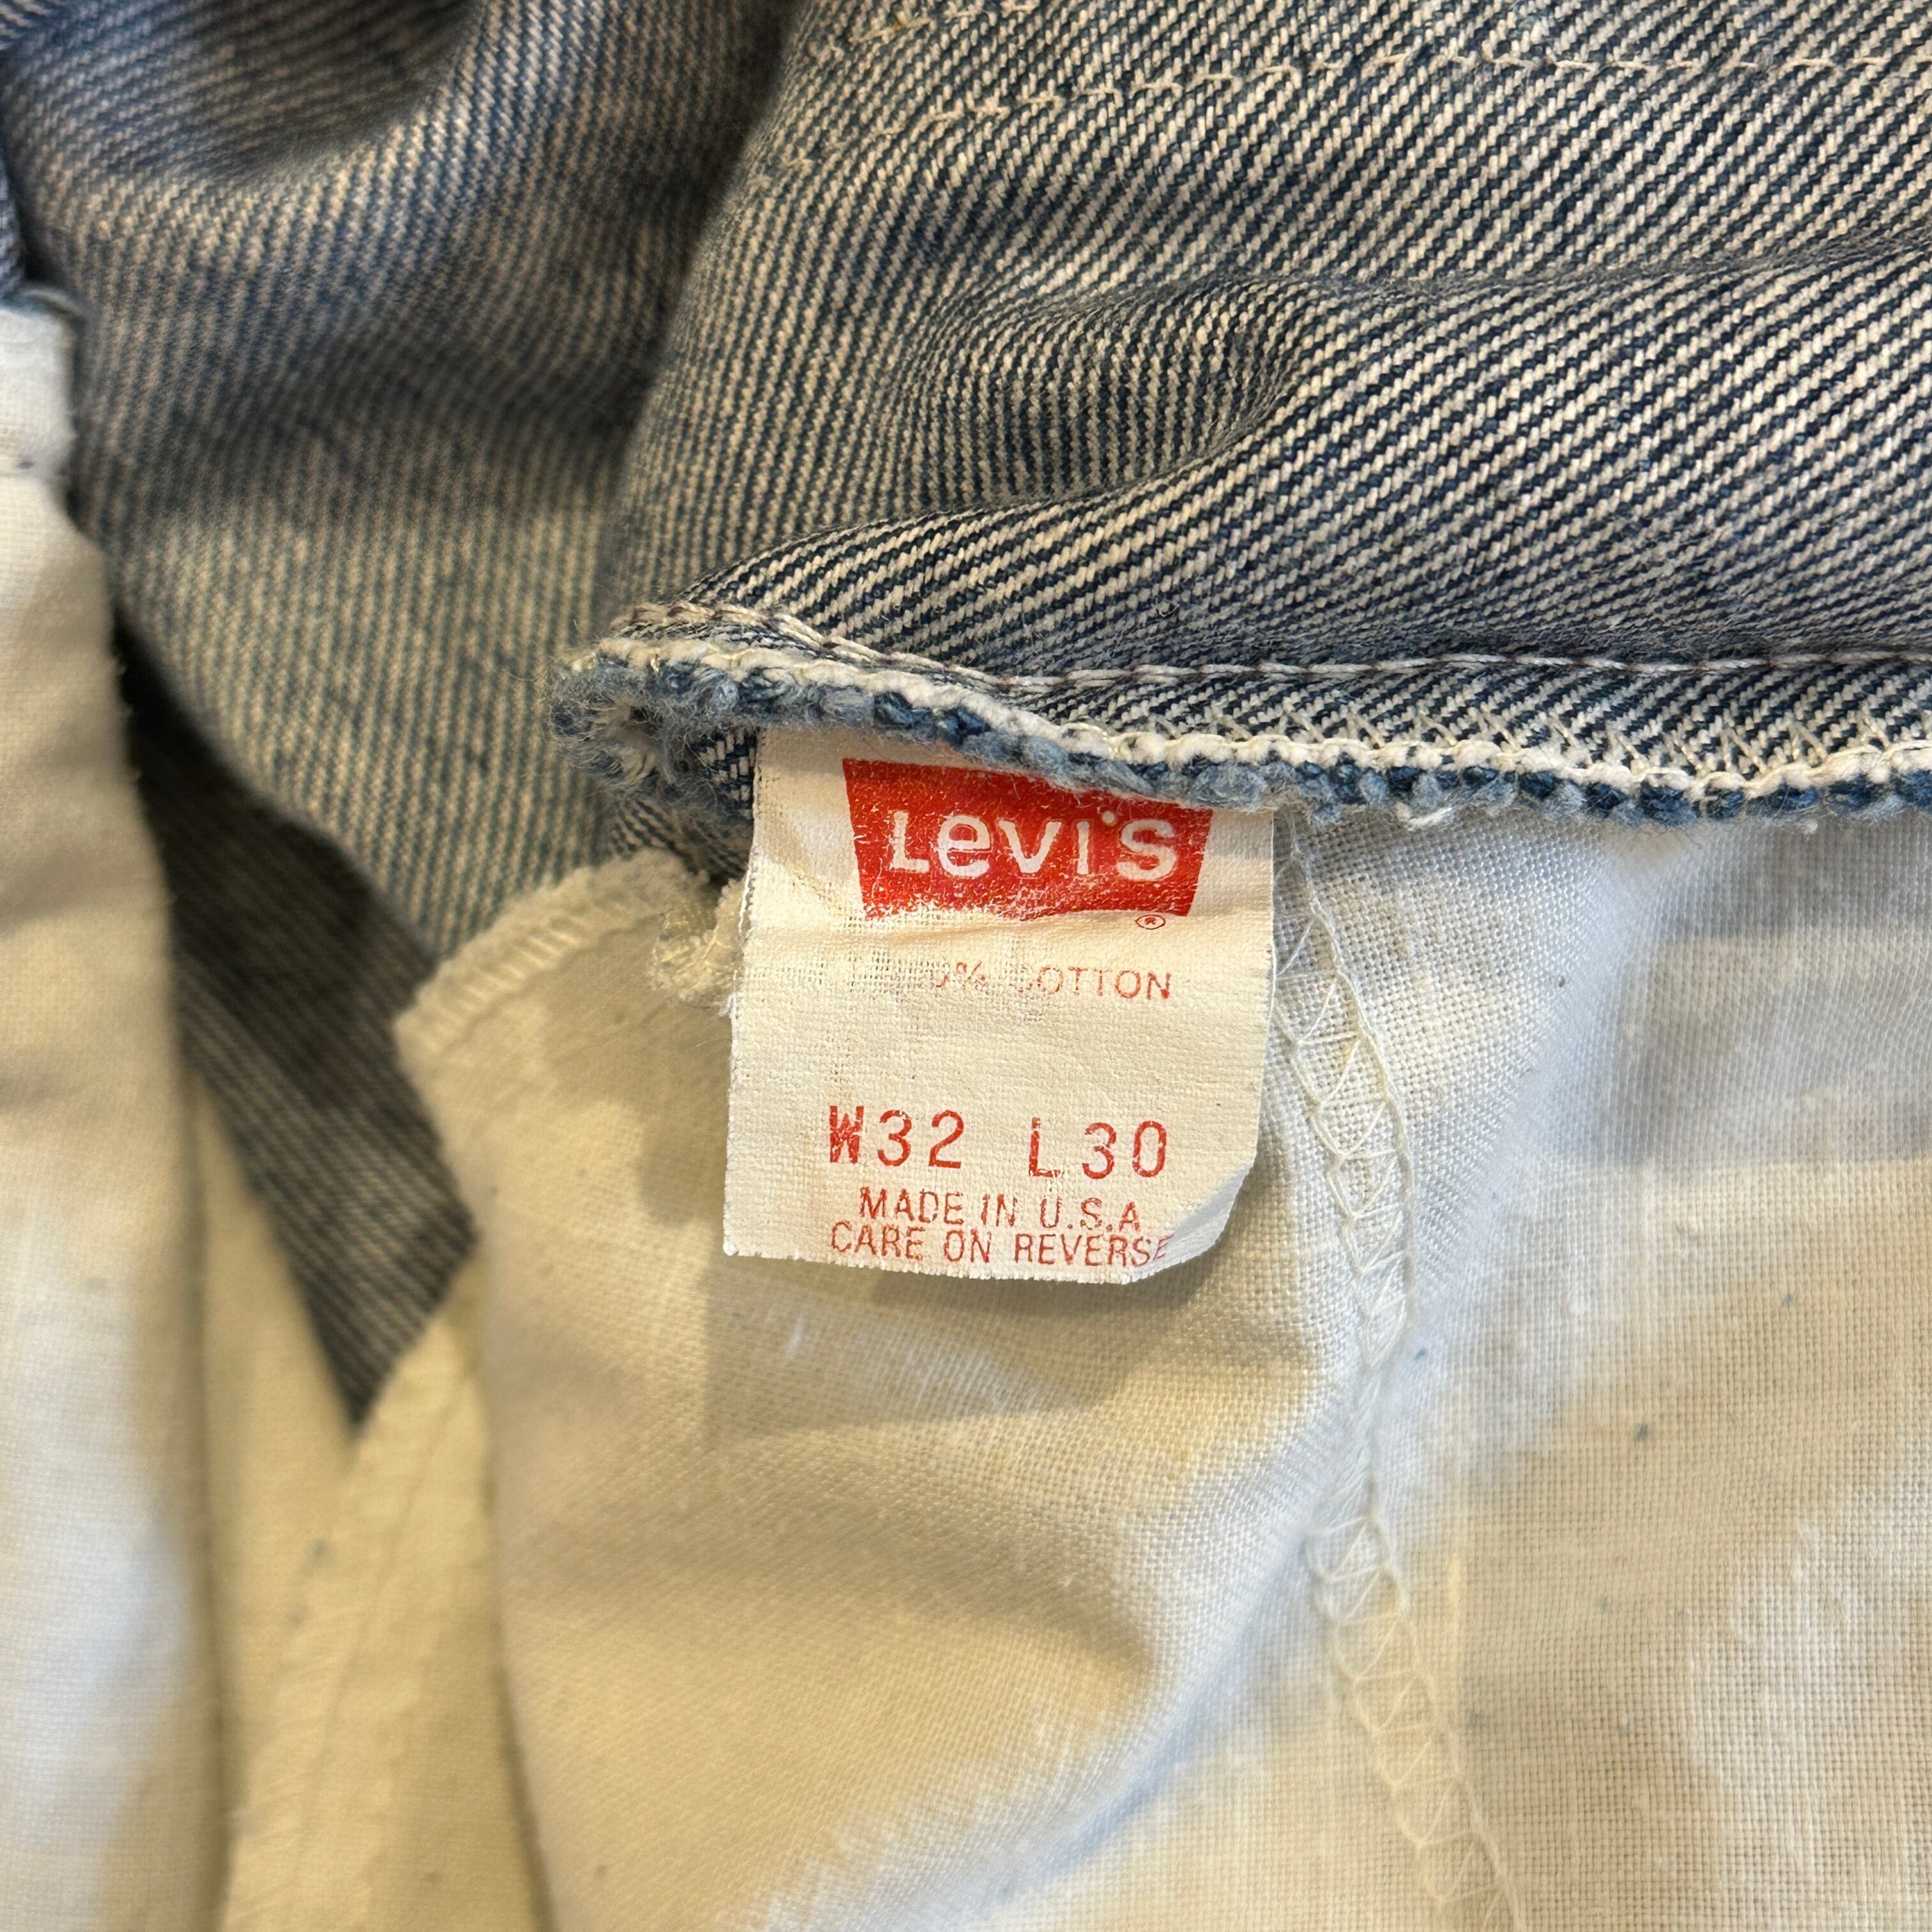 Levi's
®
COTTON
W32 L30
MADE IN U.S.A.
CARE ON REVERSE